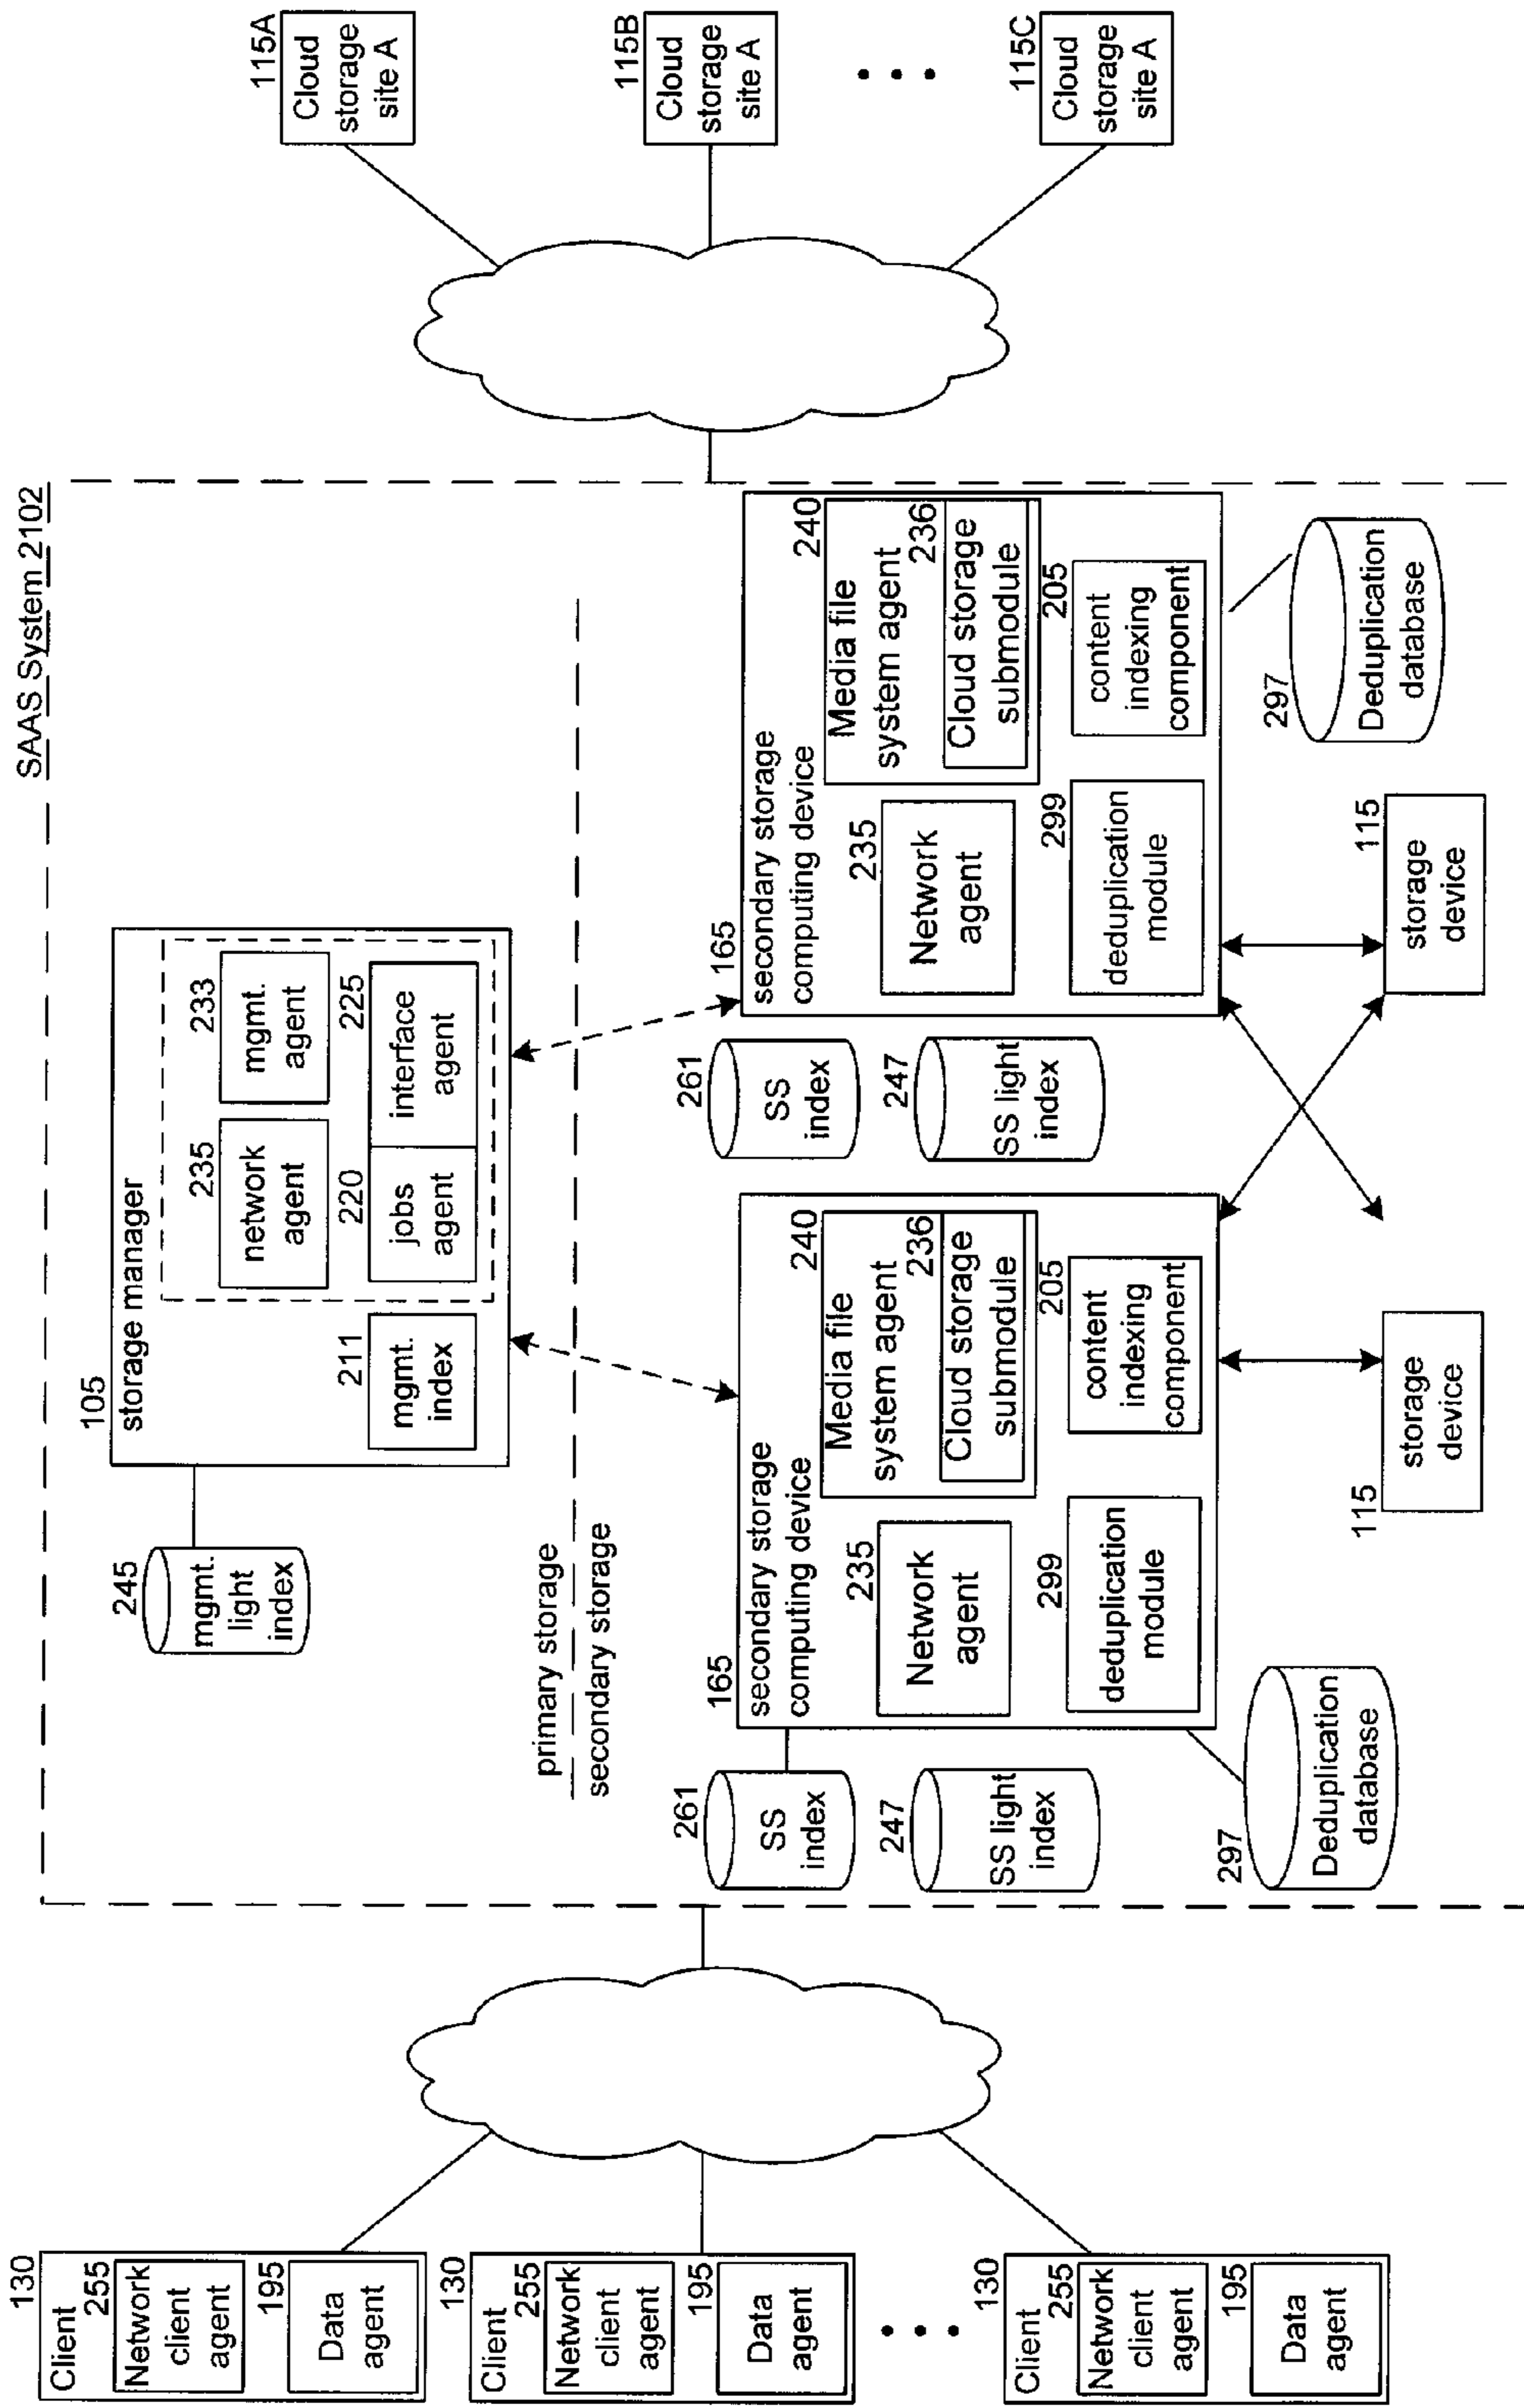 SAAS System 2102
130
Client
255
Network
client
agent
195
Data
agent
130
Client
255
Network
client
agent
195
Data
agent
130
Client
255
Network
client
agent
195
Data
agent
245
mgmt.
light
index
105
storage manager
211
mgmt.
index
235
network
agent
233
mgmt.
agent
220
jobs
agent
225
interface
agent
primary storage
secondary storage
261
SS
index
247
SS light
index
297
Deduplication
database
165
secondary storage
computing device
235
Network
agent
240
Media file
system agent
236
Cloud storage
submodule
299
deduplication
module
205
content
indexing
component
115
storage
device
261
SS
index
247
SS light
index
165
secondary storage
computing device
235
Network
agent
240
Media file
system agent
236
Cloud storage
submodule
299
deduplication
module
205
content
indexing
component
115
storage
device
297
Deduplication
database
115A
Cloud
storage
site A
115B
Cloud
storage
site A
115C
Cloud
storage
site A